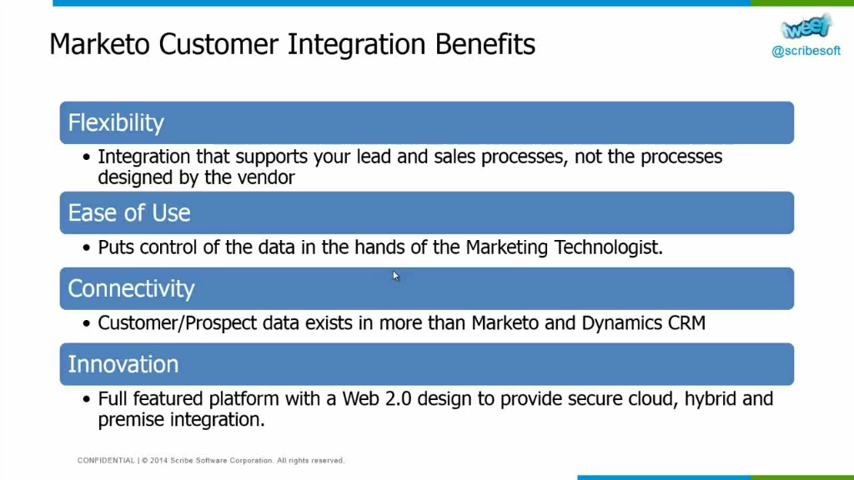 Marketo Customer Integration Benefits
tweet
@scribesoft
Flexibility
• Integration that supports your lead and sales processes, not the processes
designed by the vendor
Ease of Use
• Puts control of the data in the hands of the Marketing Technologist.
Connectivity
• Customer/Prospect data exists in more than Marketo and Dynamics CRM
Innovation
• Full featured platform with a Web 2.0 design to provide secure cloud, hybrid and
premise integration.
CONFIDENTIAL | © 2014 Scribe Software Corporation. All rights reserved.